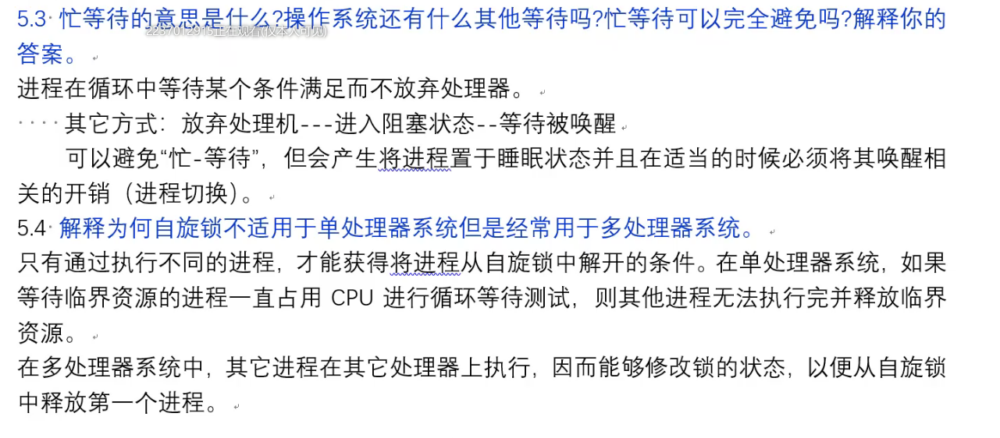 5.3 忙等待的意思是什么?操作系统还有什么其他等待吗?忙等待可以完全避免吗?解释你的
2237012915正在观看(仅本人可见)
答案。
进程在循环中等待某个条件满足而不放弃处理器。
其它方式：放弃处理机---进入阻塞状态--等待被唤醒
可以避免“忙-等待”，但会产生将进程置于睡眠状态并且在适当的时候必须将其唤醒相
关的开销（进程切换）。
5.4 解释为何自旋锁不适用于单处理器系统但是经常用于多处理器系统。
只有通过执行不同的进程，才能获得将进程从自旋锁中解开的条件。在单处理器系统，如果
等待临界资源的进程一直占用 CPU 进行循环等待测试，则其他进程无法执行完并释放临界
资源。
在多处理器系统中，其它进程在其它处理器上执行，因而能够修改锁的状态，以便从自旋锁
中释放第一个进程。